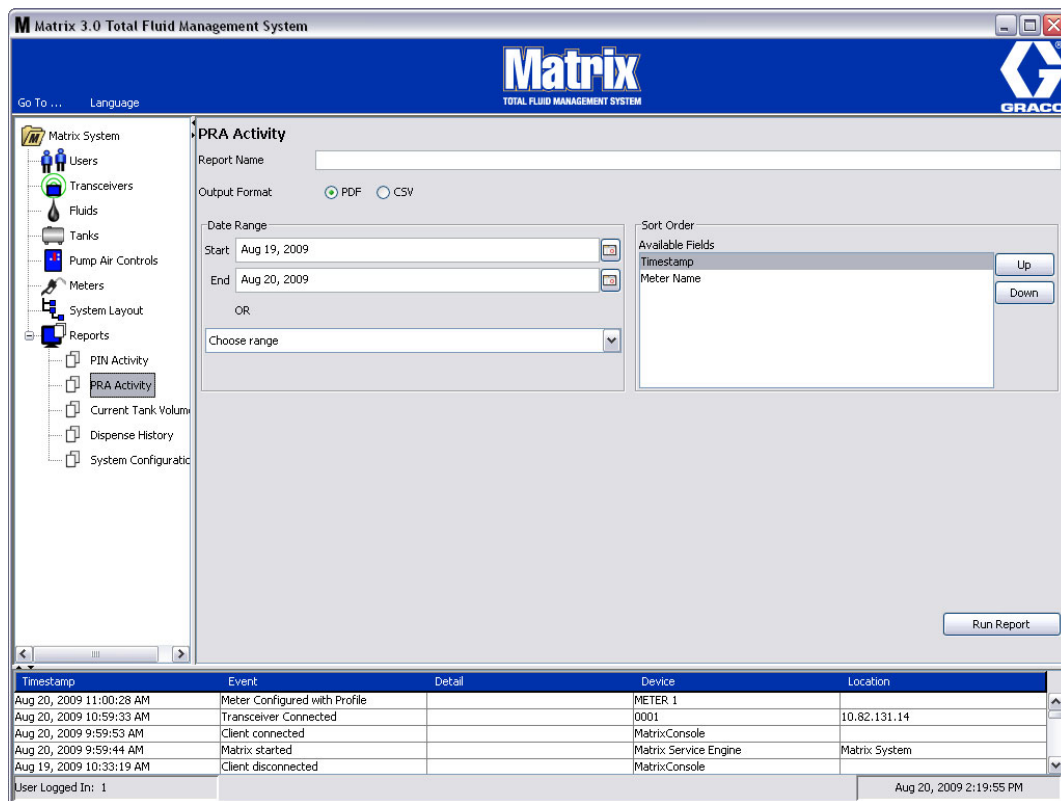 Matrix 3.0 Total Fluid Management System
Matrix
TOTAL FLUID MANAGEMENT SYSTEM
GRACO
Go To ... Language
Matrix System
Users
Transceivers
Fluids
Tanks
Pump Air Controls
Meters
System Layout
Reports
PIN Activity
PRA Activity
Current Tank Volum
Dispense History
System Configuratic
PRA Activity
Report Name
Output Format PDF CSV
Date Range
Start Aug 19, 2009
End Aug 20, 2009
OR
Choose range
Sort Order
Available Fields
Timestamp
Meter Name
Up
Down
Run Report
Timestamp Event Detail Device Location
Aug 20, 2009 11:00:28 AM Meter Configured with Profile METER 1
Aug 20, 2009 10:59:33 AM Transceiver Connected 0001 10.82.131.14
Aug 20, 2009 9:59:53 AM Client connected MatrixConsole
Aug 20, 2009 9:59:44 AM Matrix started Matrix Service Engine Matrix System
Aug 19, 2009 10:33:19 AM Client disconnected MatrixConsole
User Logged In: 1 Aug 20, 2009 2:19:55 PM